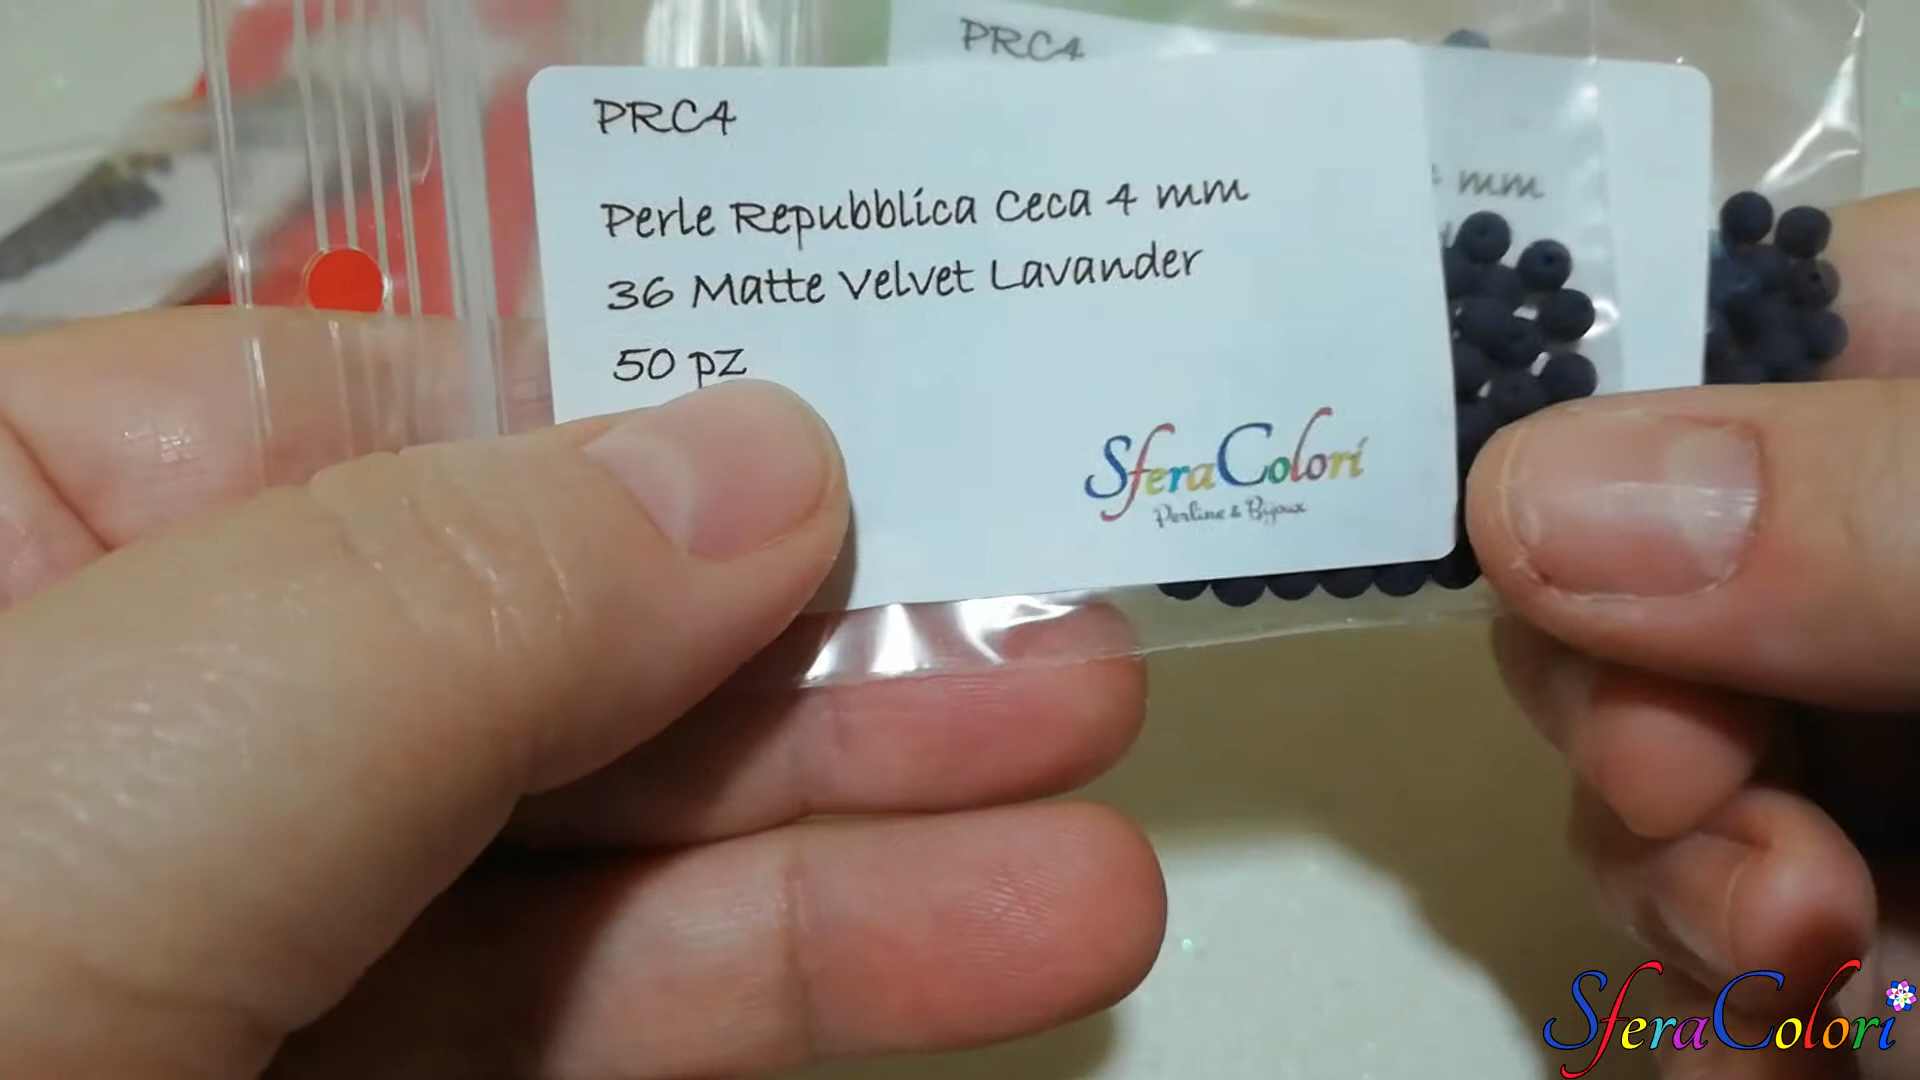 PRC4
PRC4
Perle Repubblica Ceca 4 mm
mm
36 Matte Velvet Lavander
50 pz
SferaColori
Perline & Bijoux
SferaColori